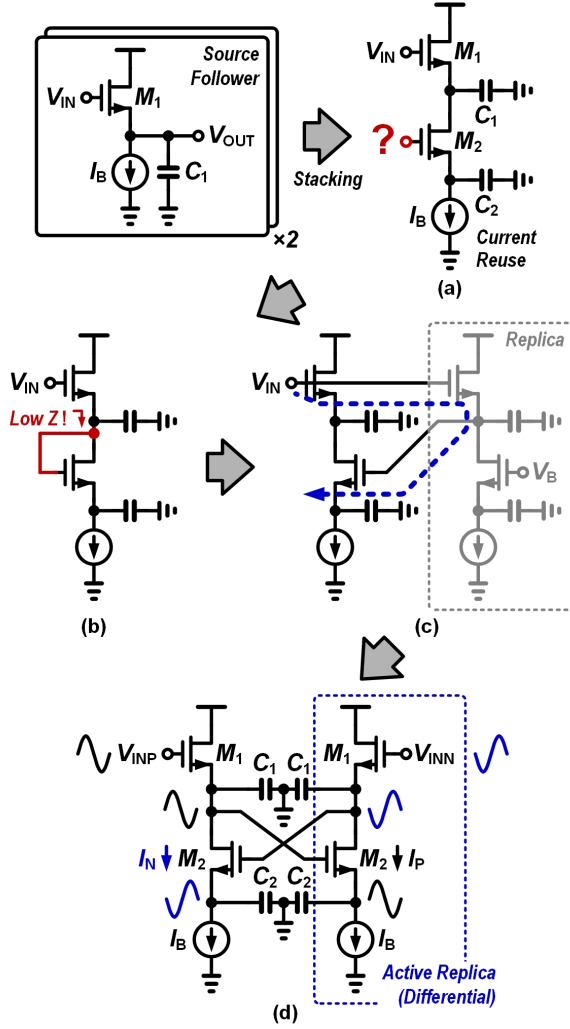 Source
Follower
VIN
M1
VOUT
IB
C1
×2
Stacking
VIN
M1
C1
?
M2
C2
IB
Current
Reuse
(a)
VIN
Low Z!
(b)
VIN
Replica
VB
(c)
VINP
M1
C1
C1
M1
VINN
IN
M2
M2
IP
C2
C2
IB
IB
Active Replica
(Differential)
(d)